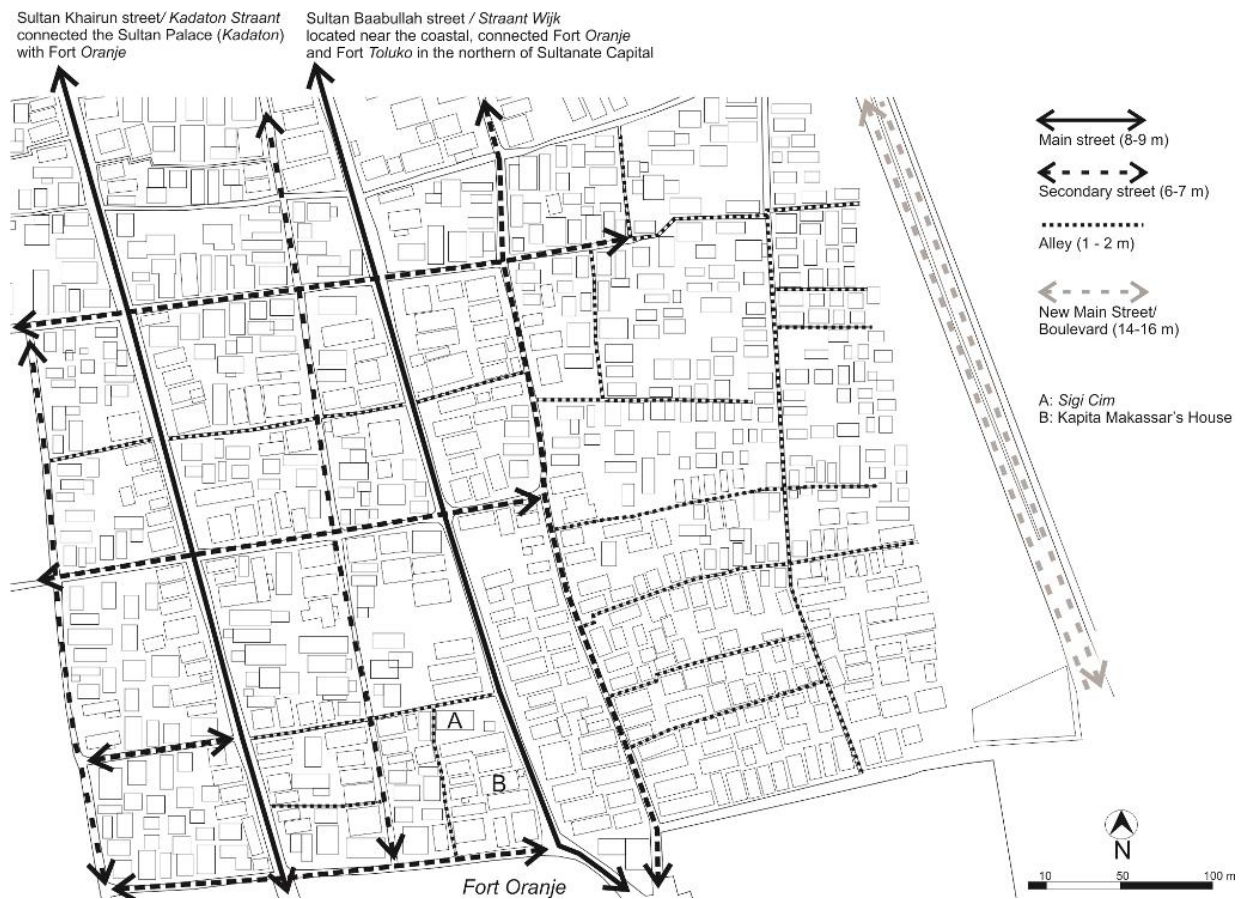 Sultan Khairun street/ Kadaton Straant
connected the Sultan Palace (Kadaton)
with Fort Oranje
Sultan Baabullah street / Straant Wijk
located near the coastal, connected Fort Oranje
and Fort Toluko in the northern of Sultanate Capital
Main street (8-9 m)
Secondary street (6-7 m)
Alley (1 - 2 m)
New Main Street/
Boulevard (14-16 m)
A: Sigi Cim
B: Kapita Makassar's House
A
B
Fort Oranje
N
10 50 100 m